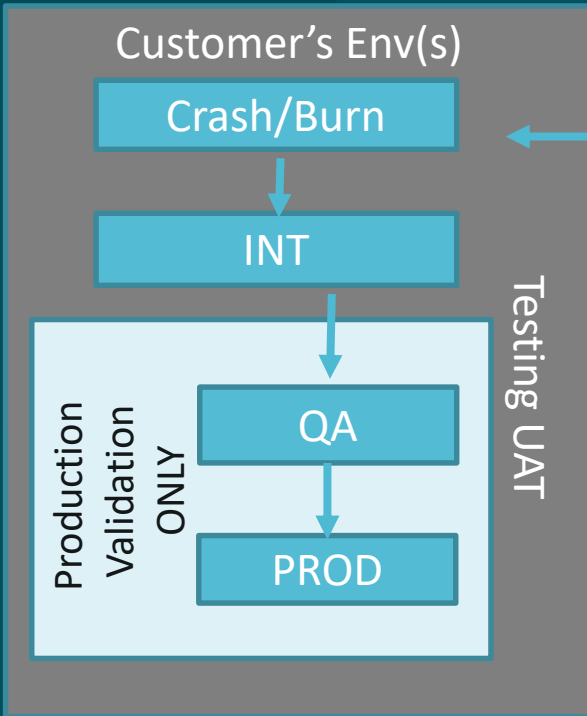 Customer’s Env(s)
Crash/Burn
INT
Testing UAT
Production
Validation
ONLY
QA
PROD